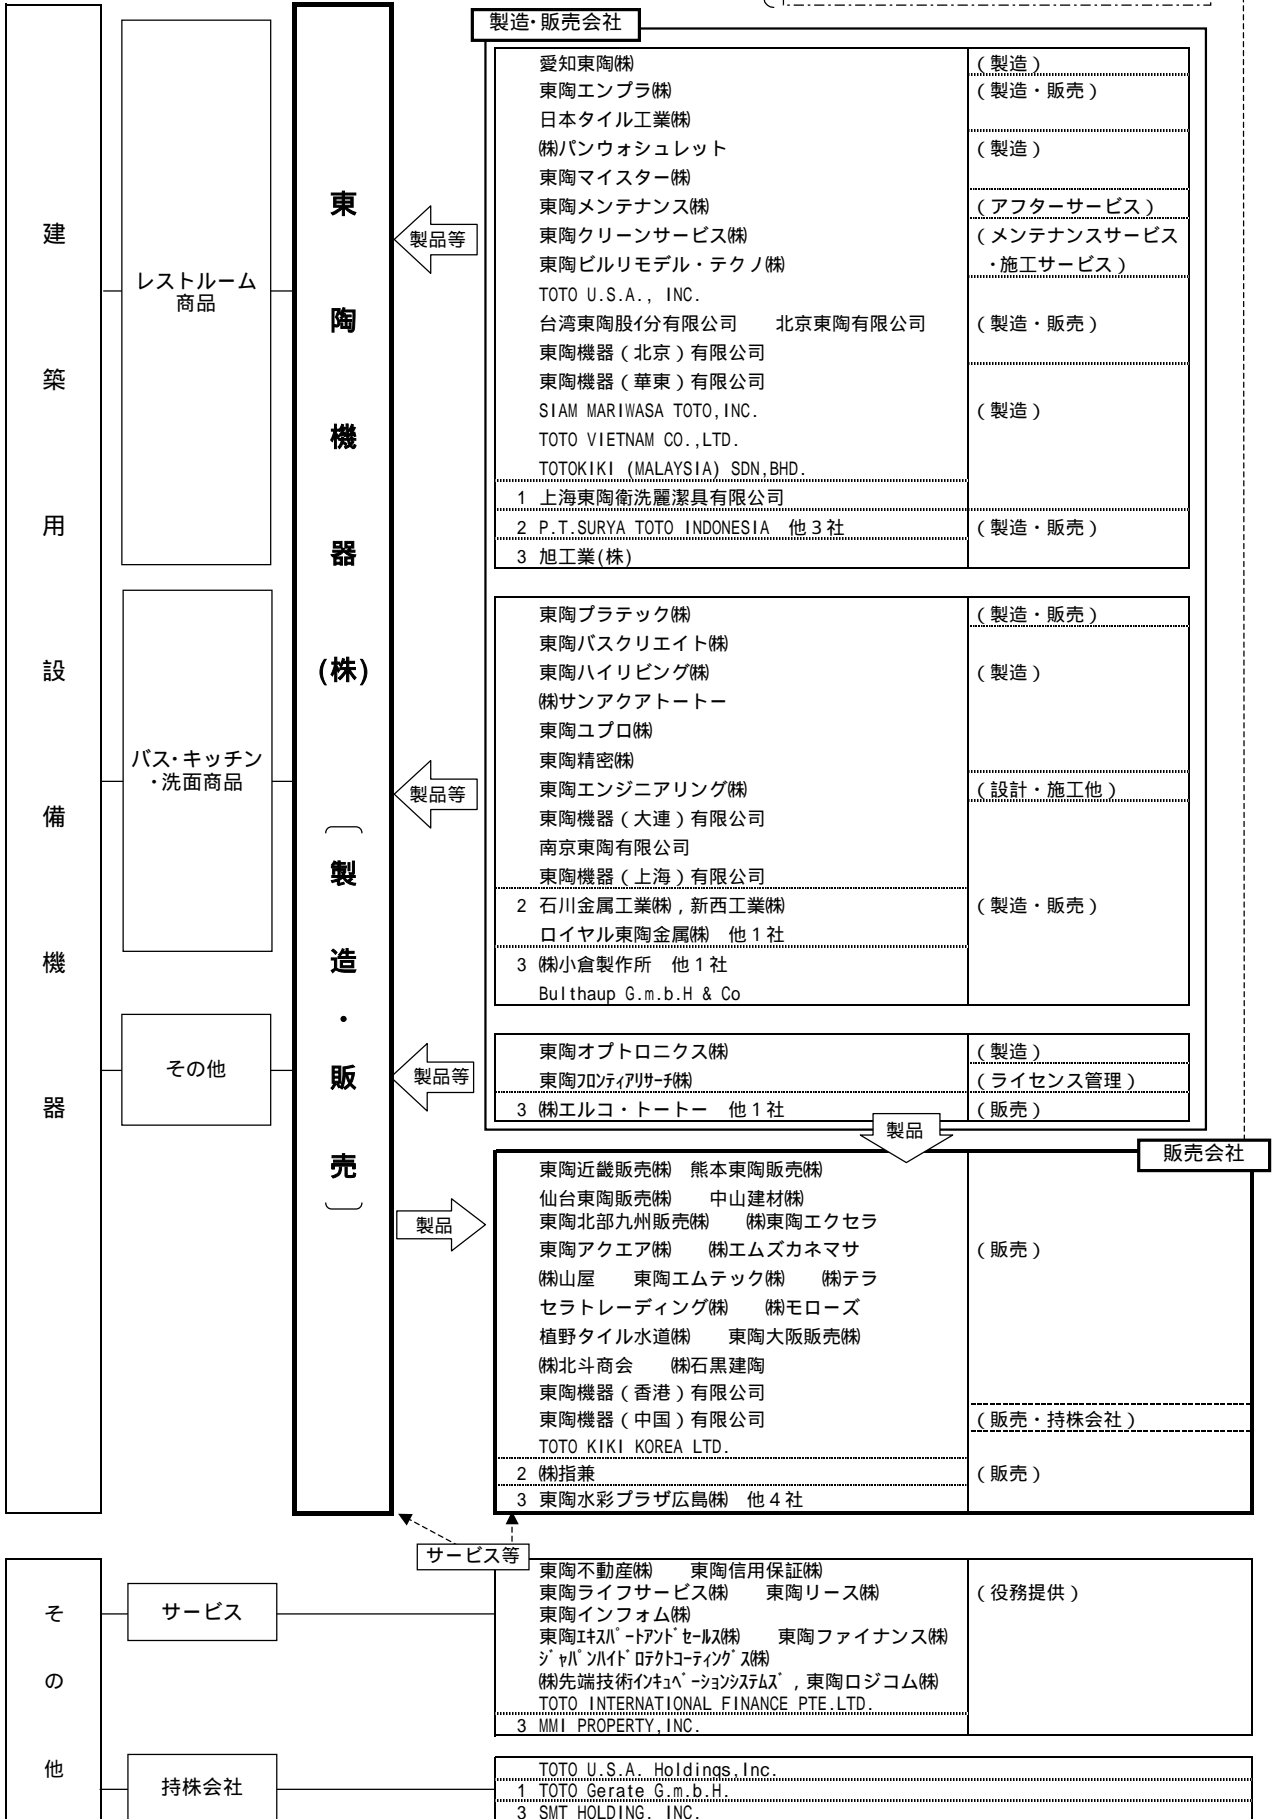 製造・販売会社
建築用設備機器
レストルーム
商品
バス・キッチン
・洗面商品
その他
東陶機器(株)〔製造・販売〕
製品等
愛知東陶㈱ （製造）
東陶エンプラ㈱ （製造・販売）
日本タイル工業㈱
㈱パンウォシュレット （製造）
東陶マイスター㈱
東陶メンテナンス㈱ （アフターサービス）
東陶クリーンサービス㈱ （メンテナンスサービス
東陶ビルリモデル・テクノ㈱ ・施工サービス）
TOTO U.S.A., INC.
台湾東陶股イ分有限公司 北京東陶有限公司 （製造・販売）
東陶機器（北京）有限公司
東陶機器（華東）有限公司
SIAM MARIWASA TOTO,INC. （製造）
TOTO VIETNAM CO.,LTD.
TOTOKIKI (MALAYSIA) SDN,BHD.
1 上海東陶衛洗麗潔具有限公司
2 P.T.SURYA TOTO INDONESIA 他３社 （製造・販売）
3 旭工業(株)
製品等
東陶プラテック㈱ （製造・販売）
東陶バスクリエイト㈱
東陶ハイリビング㈱ （製造）
㈱サンアクアトートー
東陶ユプロ㈱
東陶精密㈱
東陶エンジニアリング㈱ （設計・施工他）
東陶機器（大連）有限公司
南京東陶有限公司
東陶機器（上海）有限公司
2 石川金属工業㈱，新西工業㈱ （製造・販売）
ロイヤル東陶金属㈱ 他１社
3 ㈱小倉製作所 他１社
Bulthaup G.m.b.H & Co
製品等
東陶オプトロニクス㈱ （製造）
東陶ﾌﾛﾝﾃｨｱﾘｻｰﾁ㈱ （ライセンス管理）
3 ㈱エルコ・トートー 他１社 （販売）
製品
販売会社
製品
東陶近畿販売㈱ 熊本東陶販売㈱
仙台東陶販売㈱ 中山建材㈱
東陶北部九州販売㈱ ㈱東陶エクセラ
東陶アクエア㈱ ㈱エムズカネマサ （販売）
㈱山屋 東陶エムテック㈱ ㈱テラ
セラトレーディング㈱ ㈱モローズ
植野タイル水道㈱ 東陶大阪販売㈱
㈱北斗商会 ㈱石黒建陶
東陶機器（香港）有限公司
東陶機器（中国）有限公司 （販売・持株会社）
TOTO KIKI KOREA LTD.
2 ㈱指兼 （販売）
3 東陶水彩プラザ広島㈱ 他４社
サービス等
その他
サービス
東陶不動産㈱ 東陶信用保証㈱
東陶ライフサービス㈱ 東陶リース㈱ （役務提供）
東陶インフォム㈱
東陶ｴｷｽﾊﾟｰﾄｱﾝﾄﾞｾｰﾙｽ㈱ 東陶ファイナンス㈱
ｼﾞｬﾊﾟﾝﾊｲﾄﾞﾛﾃｸﾄｺｰﾃｨﾝｸﾞｽ㈱
㈱先端技術ｲﾝｷｭﾍﾞｰｼｮﾝｼｽﾃﾑｽﾞ，東陶ロジコム㈱
TOTO INTERNATIONAL FINANCE PTE.LTD.
3 MMI PROPERTY,INC.
持株会社
TOTO U.S.A. Holdings,Inc.
1 TOTO Gerate G.m.b.H.
3 SMT HOLDING, INC.